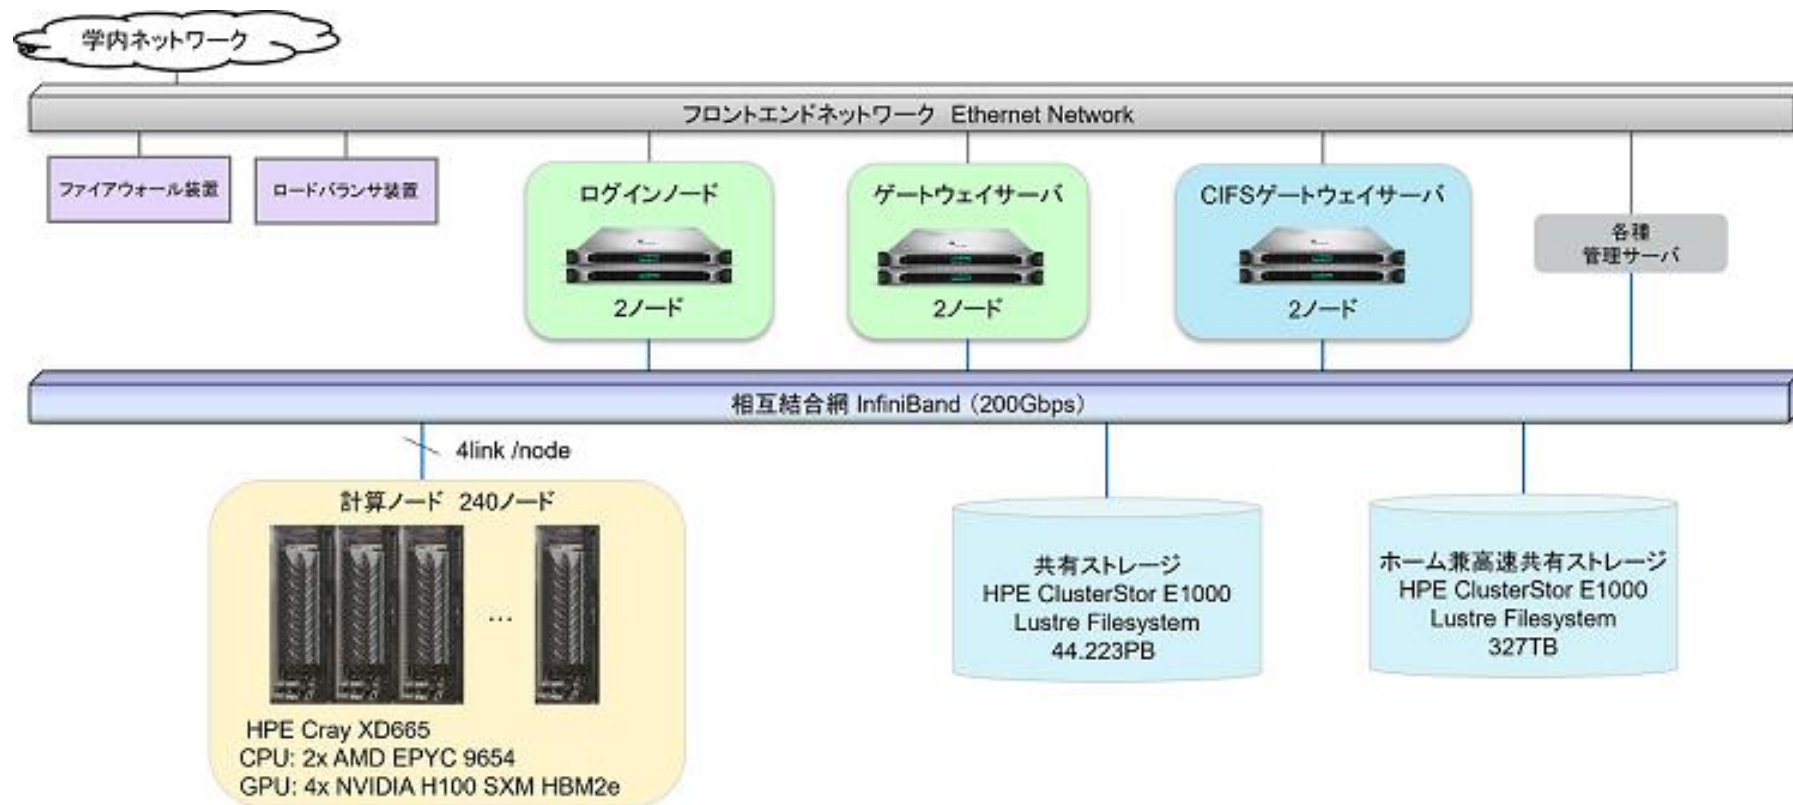 学内ネットワーク
フロントエンドネットワーク Ethernet Network
ファイアウォール装置
ロードバランサ装置
ログインノード
2ノード
ゲートウェイサーバ
2ノード
CIFSゲートウェイサーバ
2ノード
各種
管理サーバ
相互結合網 InfiniBand（200Gbps）
4link /node
計算ノード 240ノード
...
HPE Cray XD665
CPU: 2x AMD EPYC 9654
GPU: 4x NVIDIA H100 SXM HBM2e
共有ストレージ
HPE ClusterStor E1000
Lustre Filesystem
44.223PB
ホーム兼高速共有ストレージ
HPE ClusterStor E1000
Lustre Filesystem
327TB